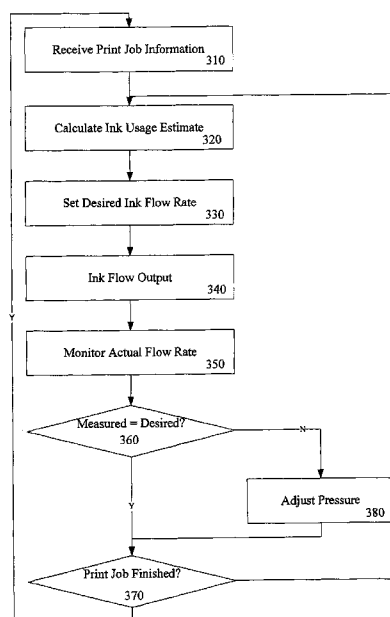 Receive Print Job Information
310
Calculate Ink Usage Estimate
320
Set Desired Ink Flow Rate
330
Ink Flow Output
340
Y
Monitor Actual Flow Rate
350
Measured = Desired?
360
N
Y
Adjust Pressure
380
Print Job Finished?
370